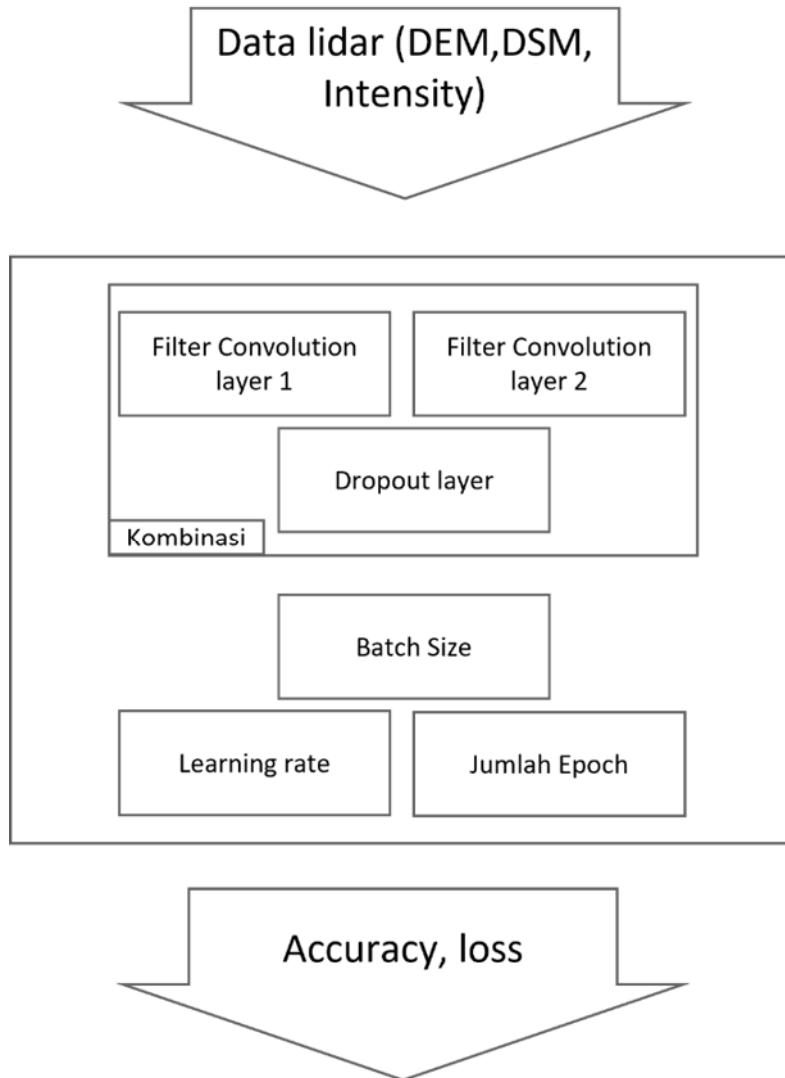 Data lidar (DEM,DSM,
Intensity)
Filter Convolution
layer 1
Filter Convolution
layer 2
Dropout layer
Kombinasi
Batch Size
Learning rate
Jumlah Epoch
Accuracy, loss